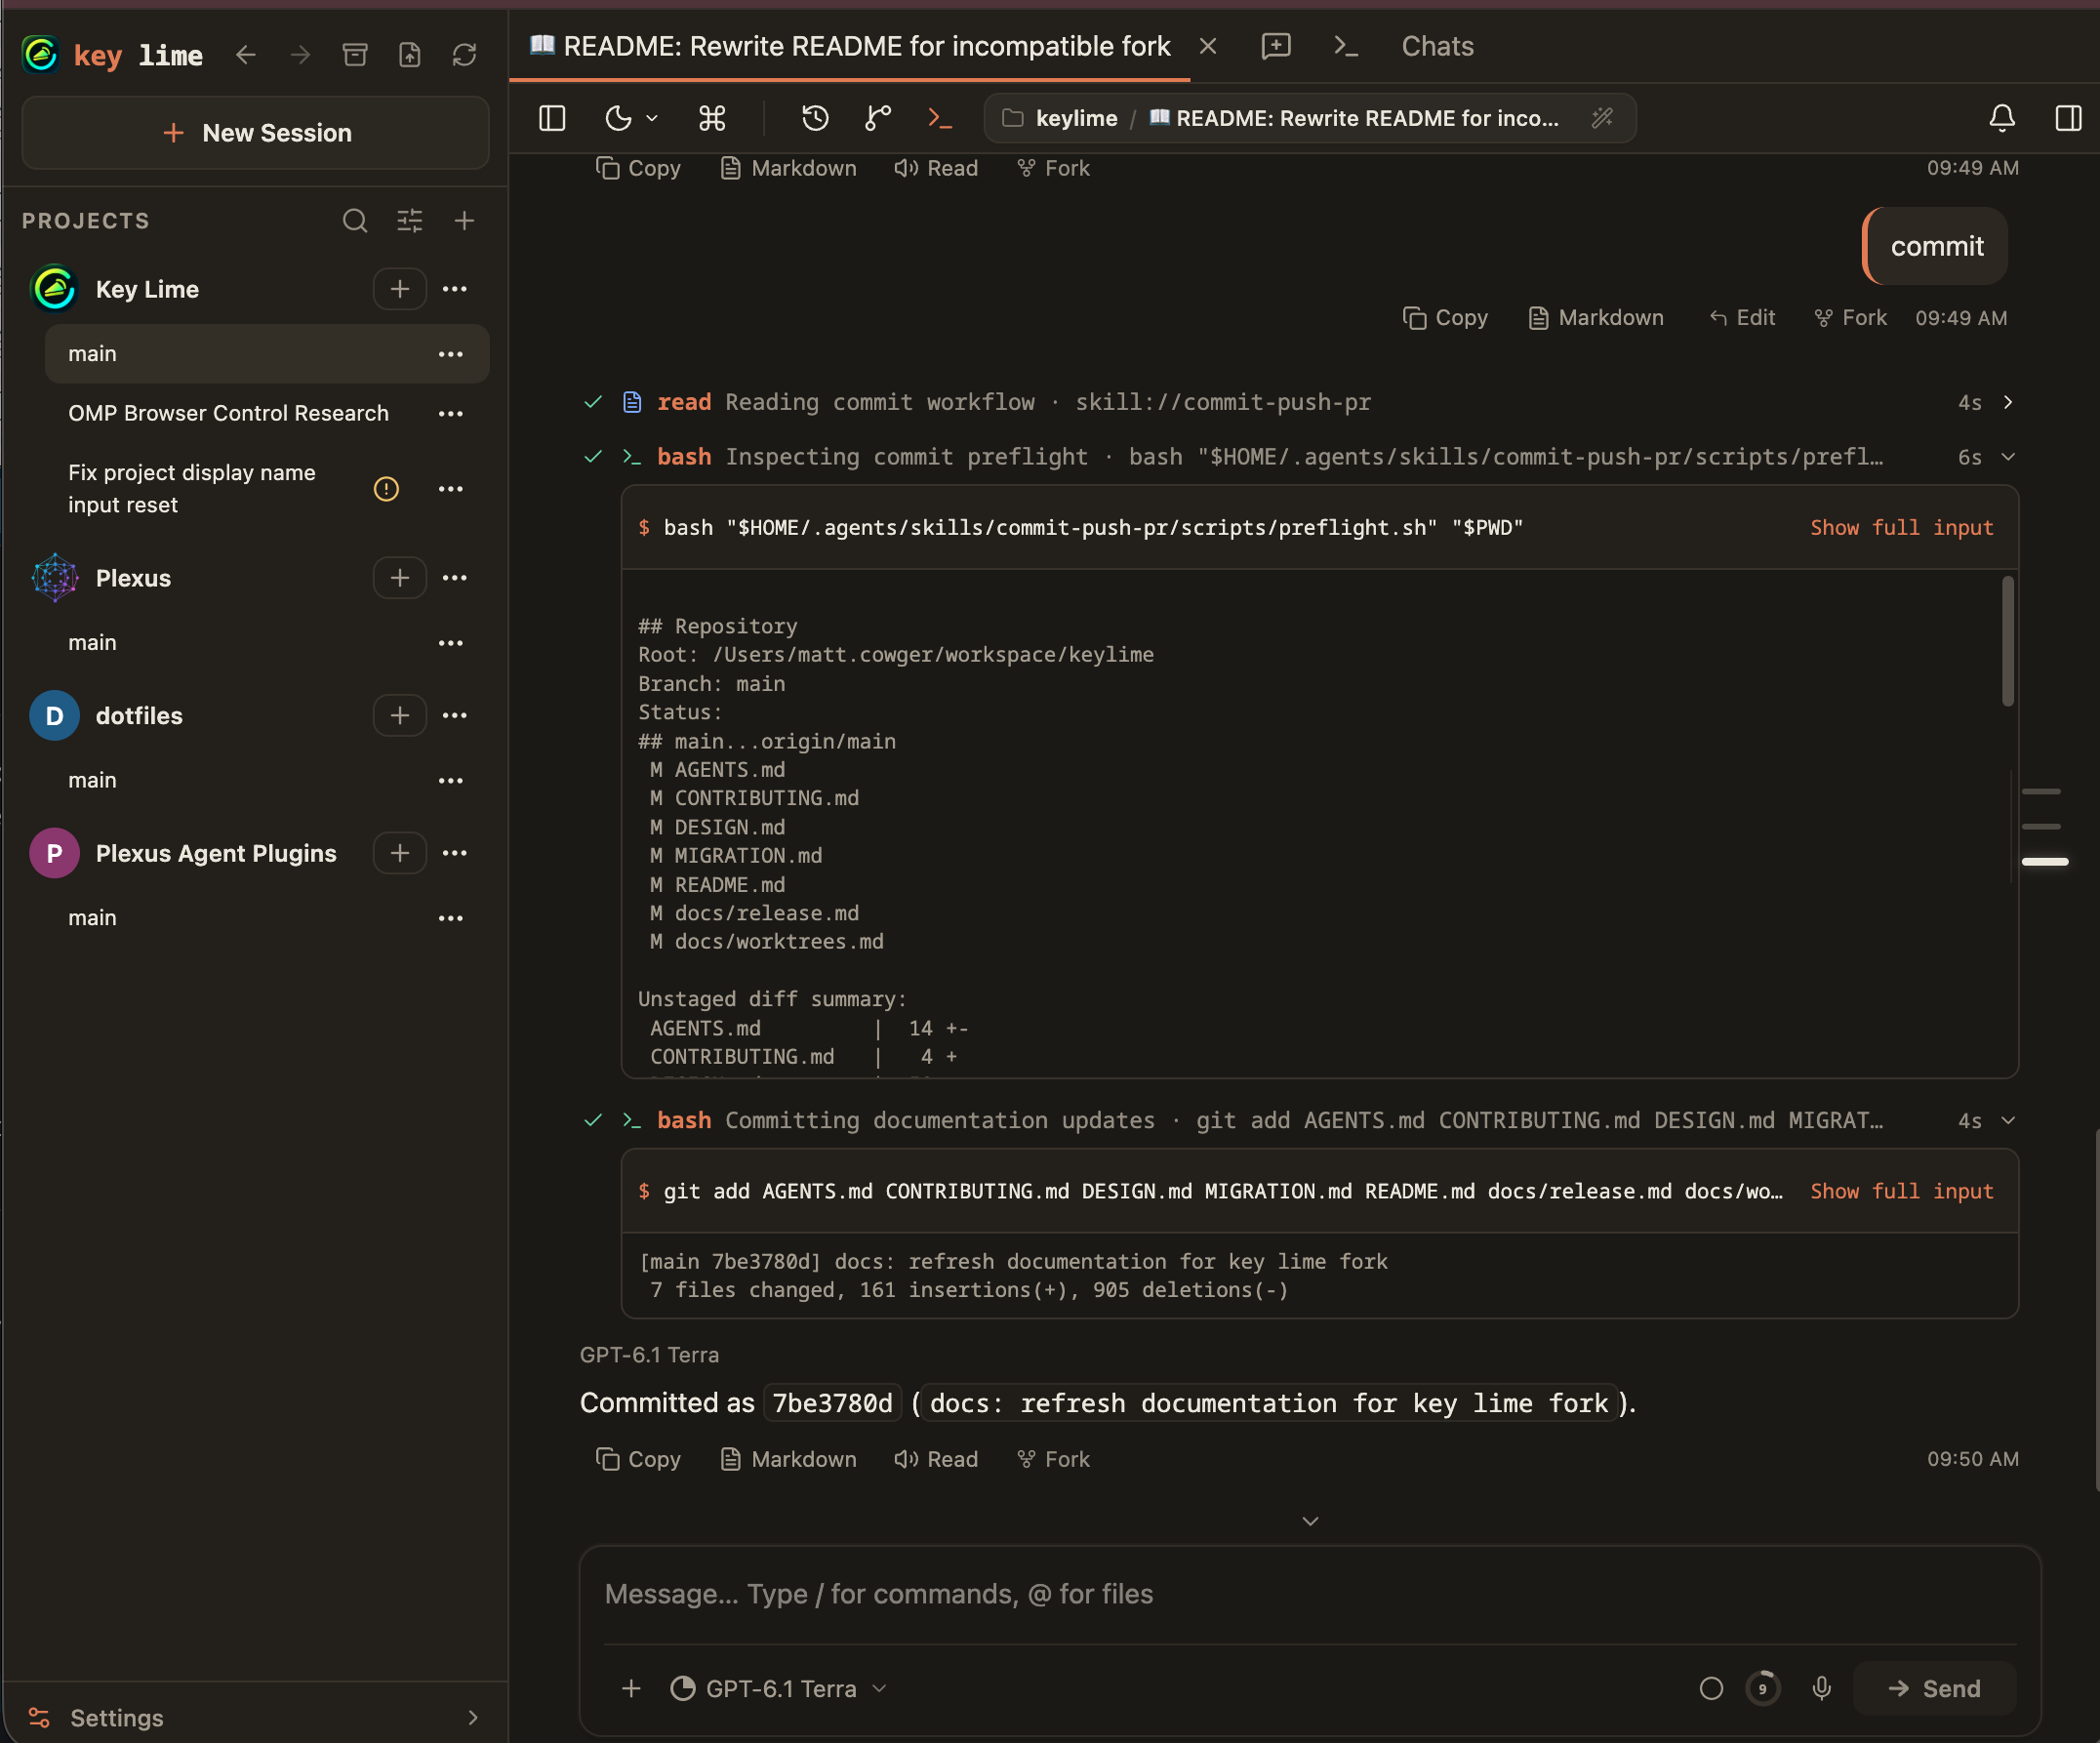 key lime
New Session
PROJECTS
Key Lime
main
OMP Browser Control Research
Fix project display name
input reset
Plexus
main
D dotfiles
main
P Plexus Agent Plugins
main
Settings
README: Rewrite README for incompatible fork
Chats
keylime / README: Rewrite README for inco...
Copy Markdown Read Fork 09:49 AM
commit
Copy Markdown Edit Fork 09:49 AM
read Reading commit workflow · skill://commit-push-pr 4s
bash Inspecting commit preflight · bash "$HOME/.agents/skills/commit-push-pr/scripts/prefl… 6s
$ bash "$HOME/.agents/skills/commit-push-pr/scripts/preflight.sh" "$PWD" Show full input
## Repository
Root: /Users/matt.cowger/workspace/keylime
Branch: main
Status:
## main...origin/main
M AGENTS.md
M CONTRIBUTING.md
M DESIGN.md
M MIGRATION.md
M README.md
M docs/release.md
M docs/worktrees.md
Unstaged diff summary:
AGENTS.md | 14 +-
CONTRIBUTING.md | 4 +
bash Committing documentation updates · git add AGENTS.md CONTRIBUTING.md DESIGN.md MIGRAT… 4s
$ git add AGENTS.md CONTRIBUTING.md DESIGN.md MIGRATION.md README.md docs/release.md docs/wo… Show full input
[main 7be3780d] docs: refresh documentation for key lime fork
7 files changed, 161 insertions(+), 905 deletions(-)
GPT-6.1 Terra
Committed as 7be3780d (docs: refresh documentation for key lime fork).
Copy Markdown Read Fork 09:50 AM
Message... Type / for commands, @ for files
GPT-6.1 Terra
9
Send